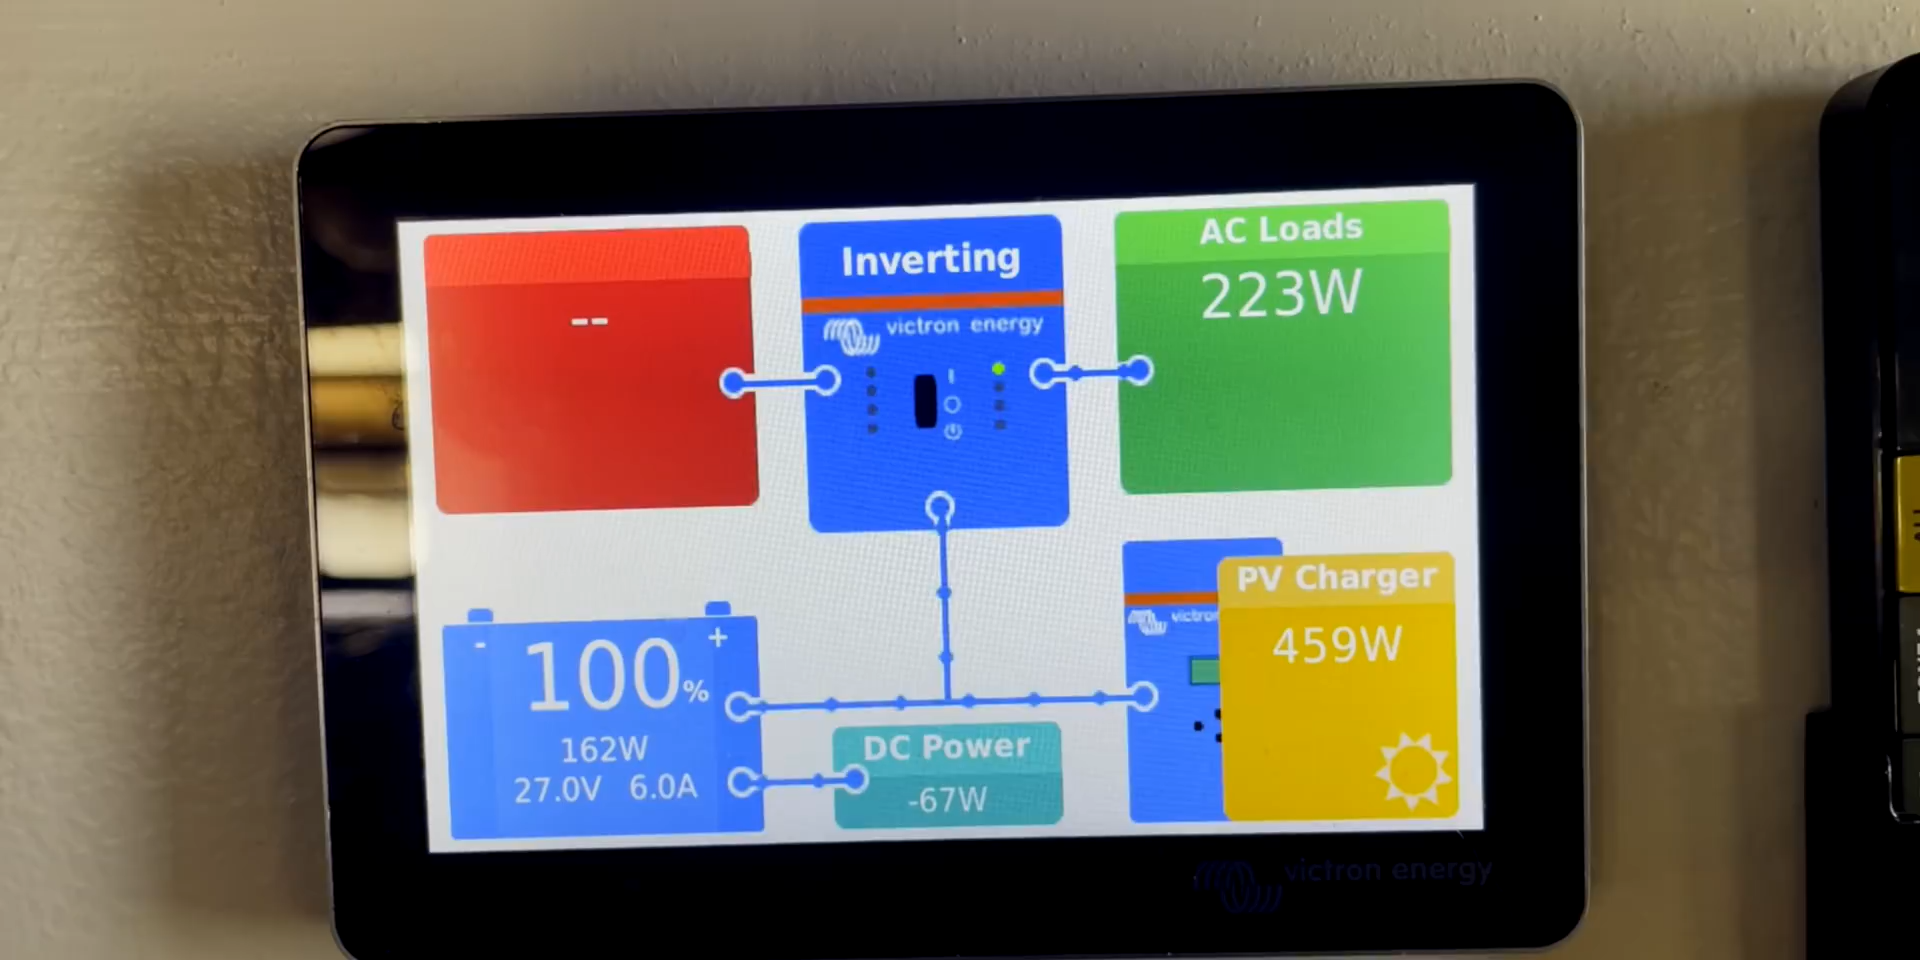 --
Inverting
victron energy
AC Loads
223W
- +
100%
162W
27.0V 6.0A
DC Power
-67W
victron
PV Charger
459W
victron energy